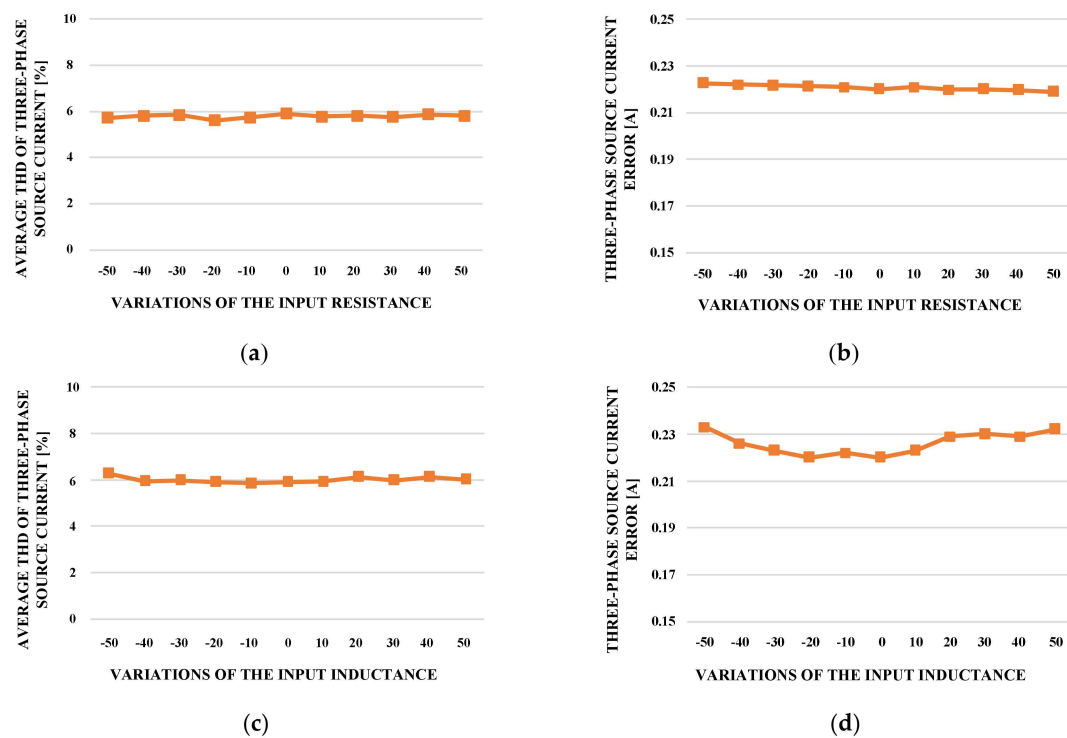 AVERAGE THD OF THREE-PHASE
SOURCE CURRENT [%]
10
8
6
4
2
0
-50 -40 -30 -20 -10 0 10 20 30 40 50
VARIATIONS OF THE INPUT RESISTANCE
(a)
THREE-PHASE SOURCE CURRENT
ERROR [A]
0.25
0.23
0.21
0.19
0.17
0.15
-50 -40 -30 -20 -10 0 10 20 30 40 50
VARIATIONS OF THE INPUT RESISTANCE
(b)
AVERAGE THD OF THREE-PHASE
SOURCE CURRENT [%]
10
8
6
4
2
0
-50 -40 -30 -20 -10 0 10 20 30 40 50
VARIATIONS OF THE INPUT INDUCTANCE
(c)
THREE-PHASE SOURCE CURRENT
ERROR [A]
0.25
0.23
0.21
0.19
0.17
0.15
-50 -40 -30 -20 -10 0 10 20 30 40 50
VARIATIONS OF THE INPUT INDUCTANCE
(d)